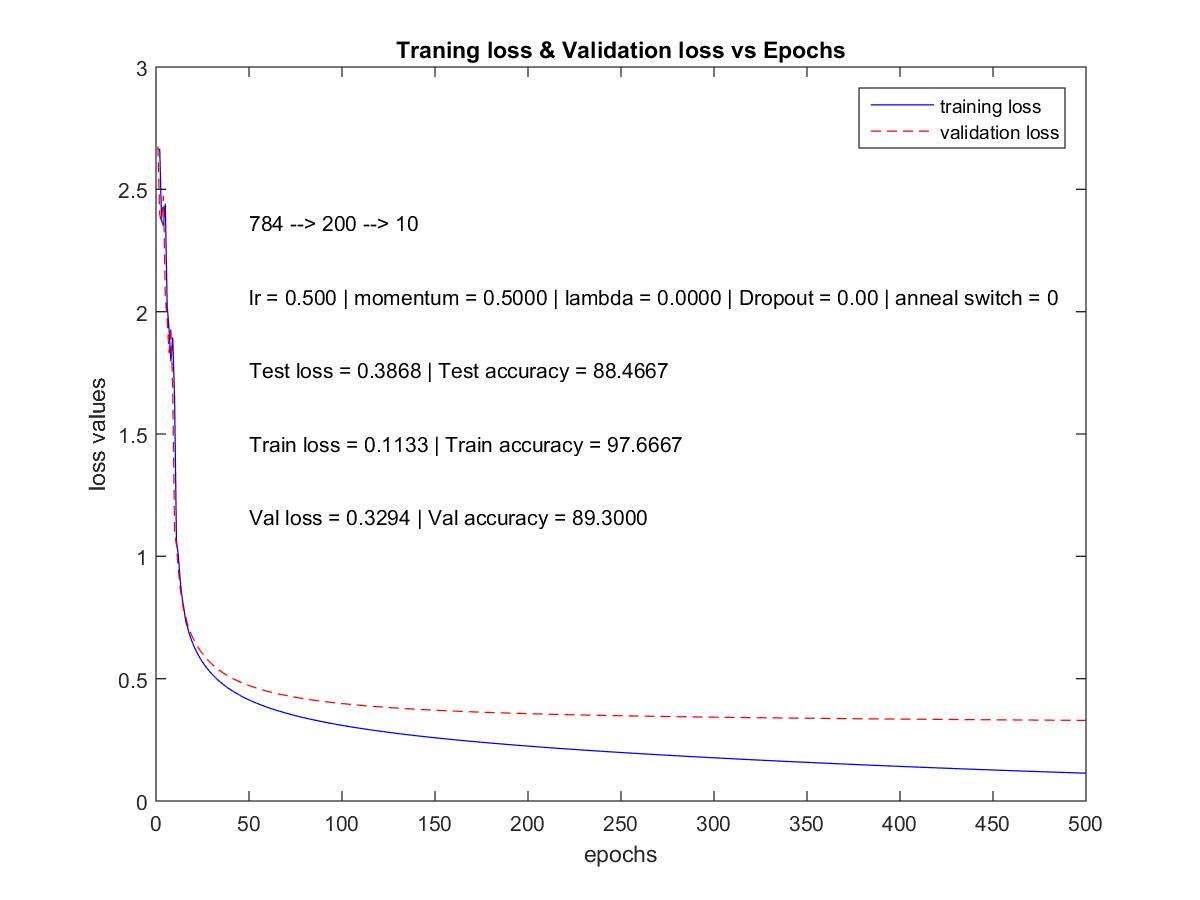 Traning loss & Validation loss vs Epochs
training loss
validation loss
784 --> 200 --> 10
lr = 0.500 | momentum = 0.5000 | lambda = 0.0000 | Dropout = 0.00 | anneal switch = 0
Test loss = 0.3868 | Test accuracy = 88.4667
Train loss = 0.1133 | Train accuracy = 97.6667
Val loss = 0.3294 | Val accuracy = 89.3000
loss values
3
2.5
2
1.5
1
0.5
0
0 50 100 150 200 250 300 350 400 450 500
epochs